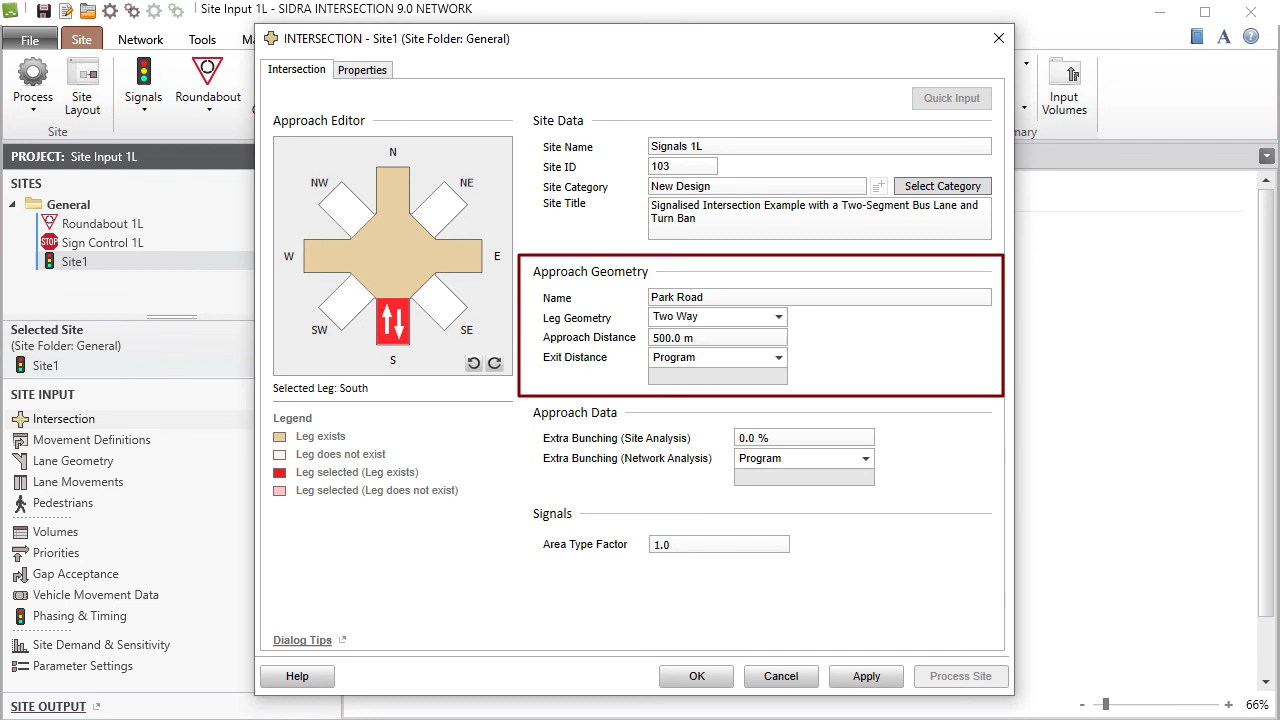 Site Input 1L - SIDRA INTERSECTION 9.0 NETWORK
File
Site
Network
Tools
INTERSECTION - Site1 (Site Folder: General)
Process
Site Layout
Signals
Roundabout
Input Volumes
Site
PROJECT: Site Input 1L
SITES
General
Roundabout 1L
STOP Sign Control 1L
Site1
Selected Site
(Site Folder: General)
Site1
SITE INPUT
Intersection
Movement Definitions
Lane Geometry
Lane Movements
Pedestrians
Volumes
Priorities
Gap Acceptance
Vehicle Movement Data
Phasing & Timing
Site Demand & Sensitivity
Parameter Settings
SITE OUTPUT
Intersection
Properties
Quick Input
Approach Editor
N
NW
NE
W
E
SW
SE
S
Selected Leg: South
Legend
Leg exists
Leg does not exist
Leg selected (Leg exists)
Leg selected (Leg does not exist)
Site Data
Site Name Signals 1L
Site ID 103
Site Category New Design Select Category
Site Title Signalised Intersection Example with a Two-Segment Bus Lane and
Turn Ban
Approach Geometry
Name Park Road
Leg Geometry Two Way
Approach Distance 500.0 m
Exit Distance Program
Approach Data
Extra Bunching (Site Analysis) 0.0 %
Extra Bunching (Network Analysis) Program
Signals
Area Type Factor 1.0
Dialog Tips
Help
OK
Cancel
Apply
Process Site
66%